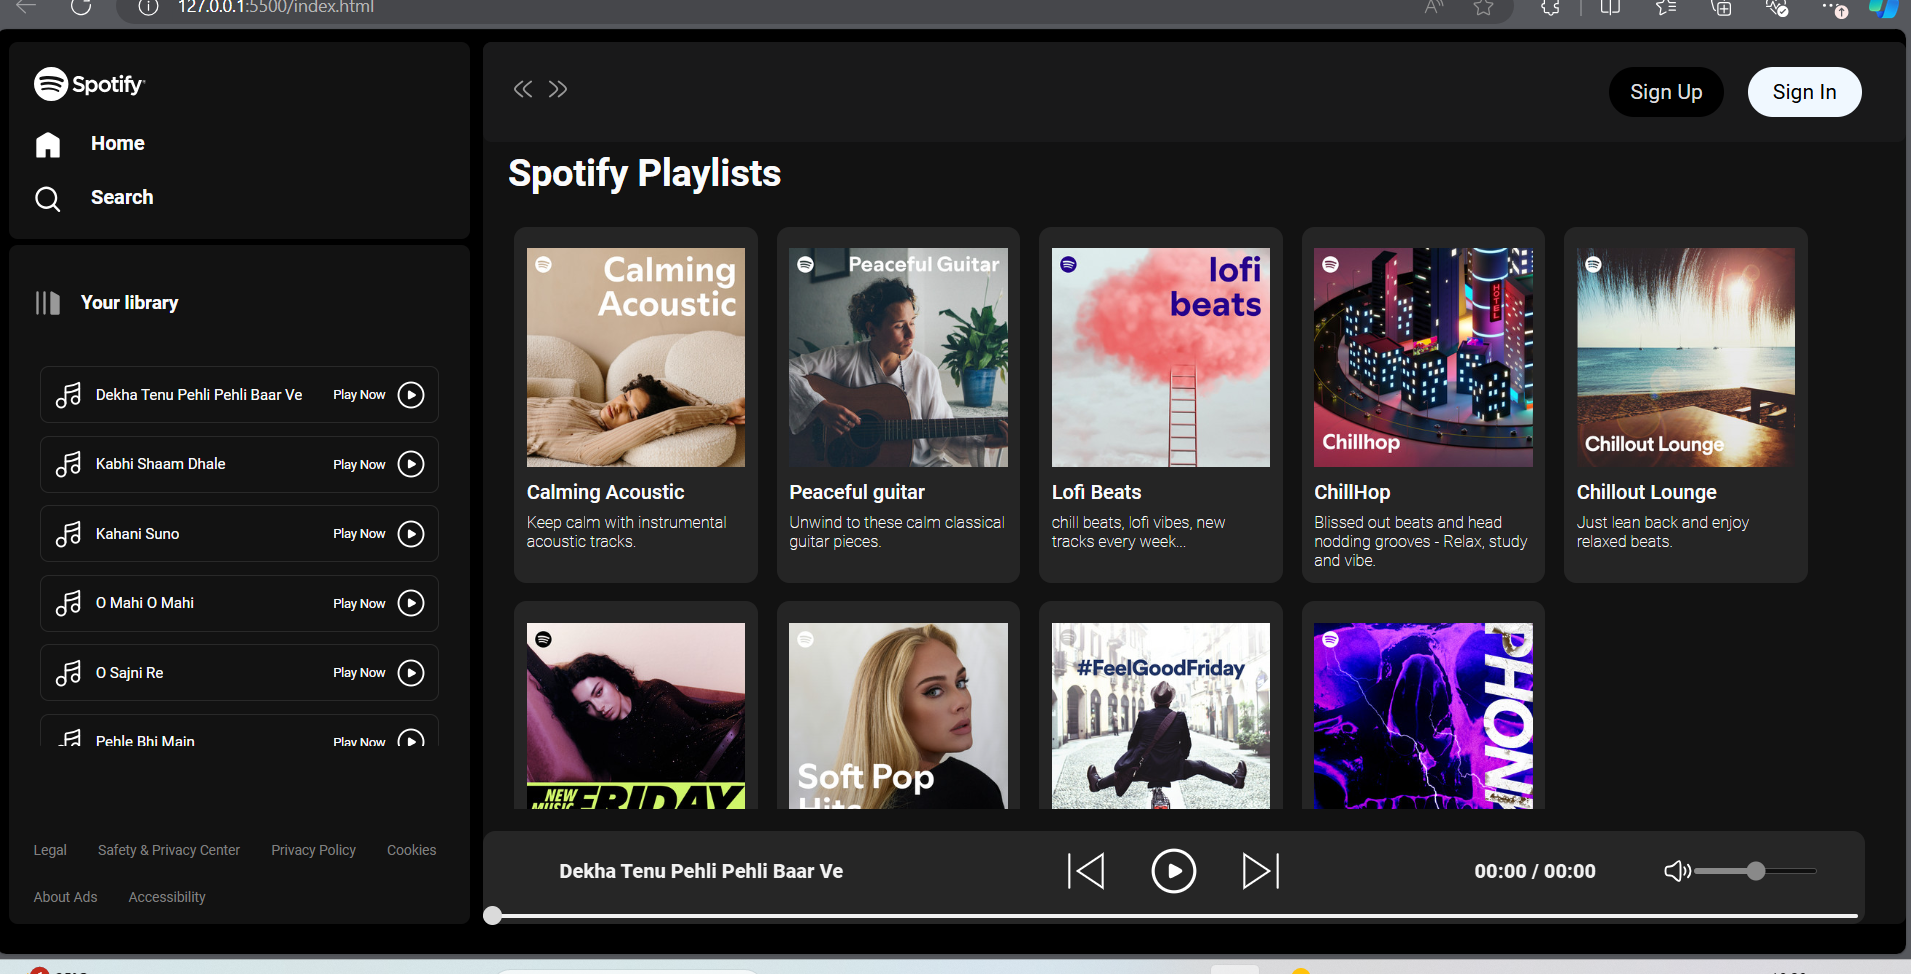 127.0.0.1:5500/index.html
Spotify
Home
Search
Your library
Dekha Tenu Pehli Pehli Baar Ve Play Now
Kabhi Shaam Dhale Play Now
Kahani Suno Play Now
O Mahi O Mahi Play Now
O Sajni Re Play Now
Pehle Bhi Main Play Now
Legal Safety & Privacy Center Privacy Policy Cookies
About Ads Accessibility
Sign Up Sign In
Spotify Playlists
Calming
Acoustic
Peaceful Guitar
lofi
beats
HOTEL
Chillhop
Chillout Lounge
Calming Acoustic
Keep calm with instrumental
acoustic tracks.
Peaceful guitar
Unwind to these calm classical
guitar pieces.
Lofi Beats
chill beats, lofi vibes, new
tracks every week...
ChillHop
Blissed out beats and head
nodding grooves - Relax, study
and vibe.
Chillout Lounge
Just lean back and enjoy
relaxed beats.
NEW
MUSIC FRIDAY
Soft Pop
Hits
#FeelGoodFriday
PHONK
Dekha Tenu Pehli Pehli Baar Ve
00:00 / 00:00